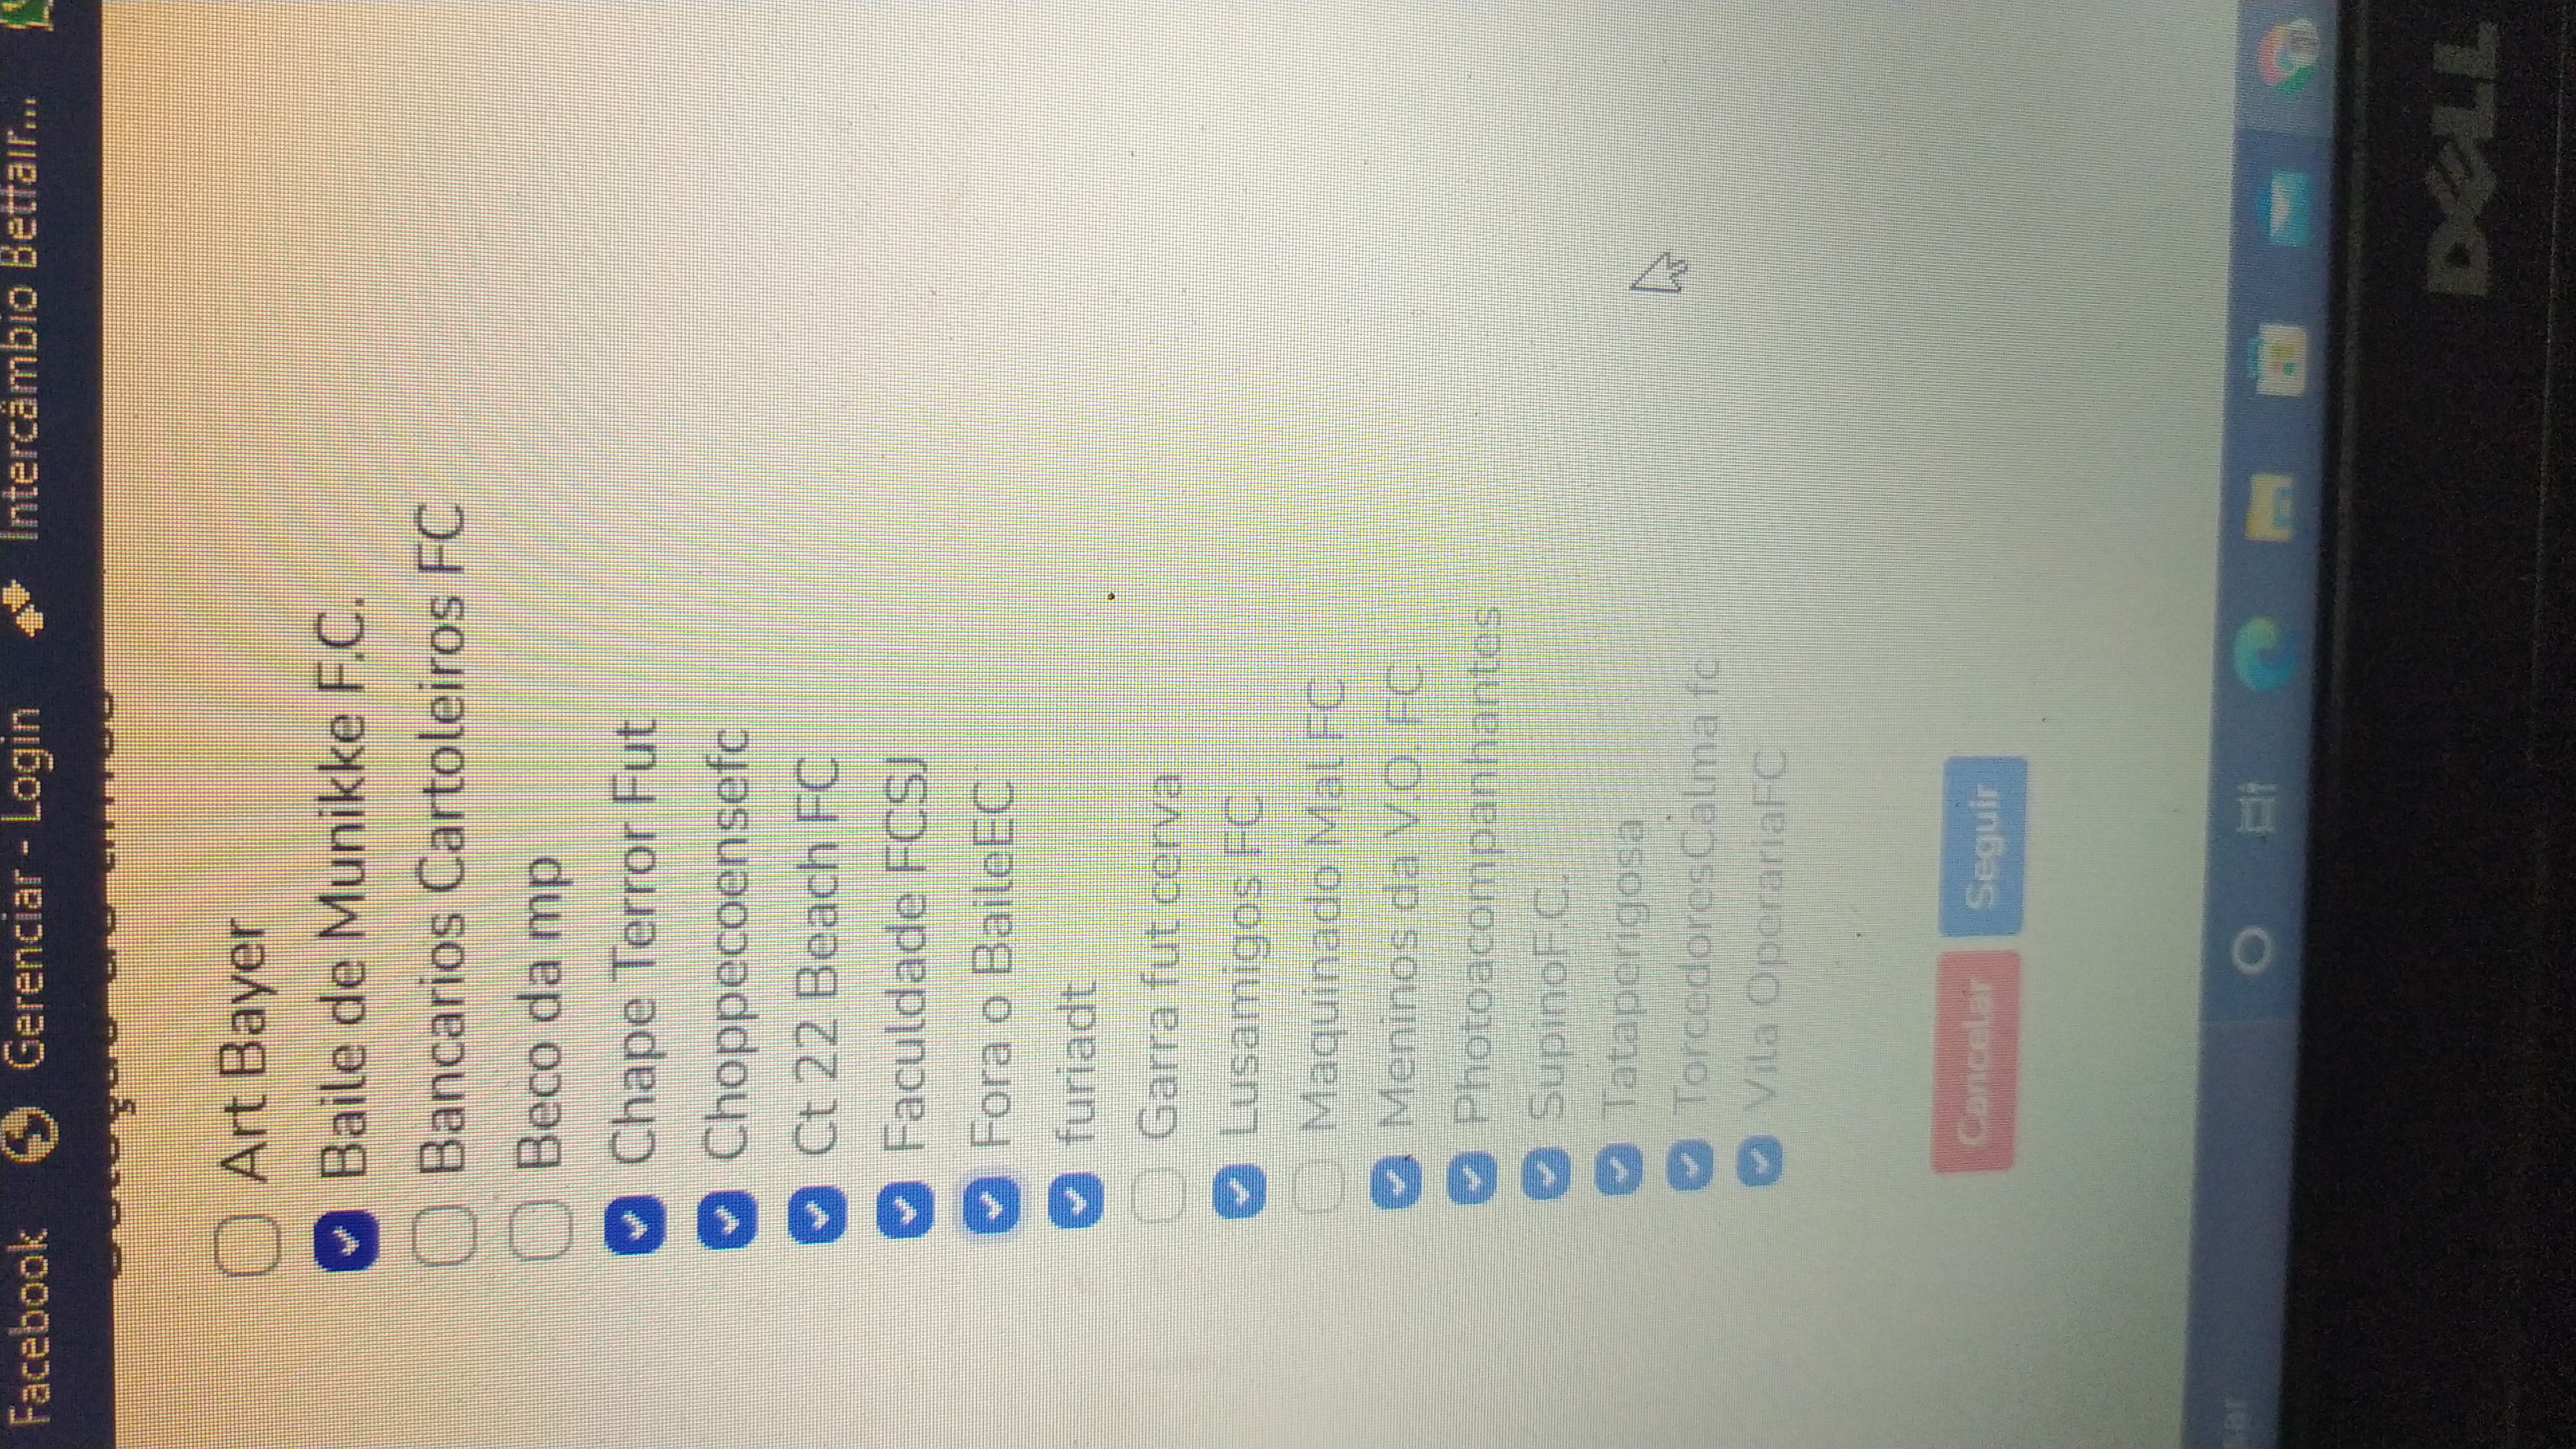 Facebook Gerenciar - Login Intercâmbio Betfair...
Art Bayer
Baile de Munikke F.C.
Bancarios Cartoleiros FC
Beco da mp
Chape Terror Fut
Choppecoensefc
Ct 22 Beach FC
Faculdade FCSJ
Fora o BaileEC
furiadt
Garra fut cerva
Lusamigos FC
Maquinado Mal FC
Meninos da V.O. FC
Photoacompanhantes
SupinoF.C.
Tataperigosa
TorcedoresCalma fc
Vila OperariaFC
Cancelar Seguir
sar
DELL